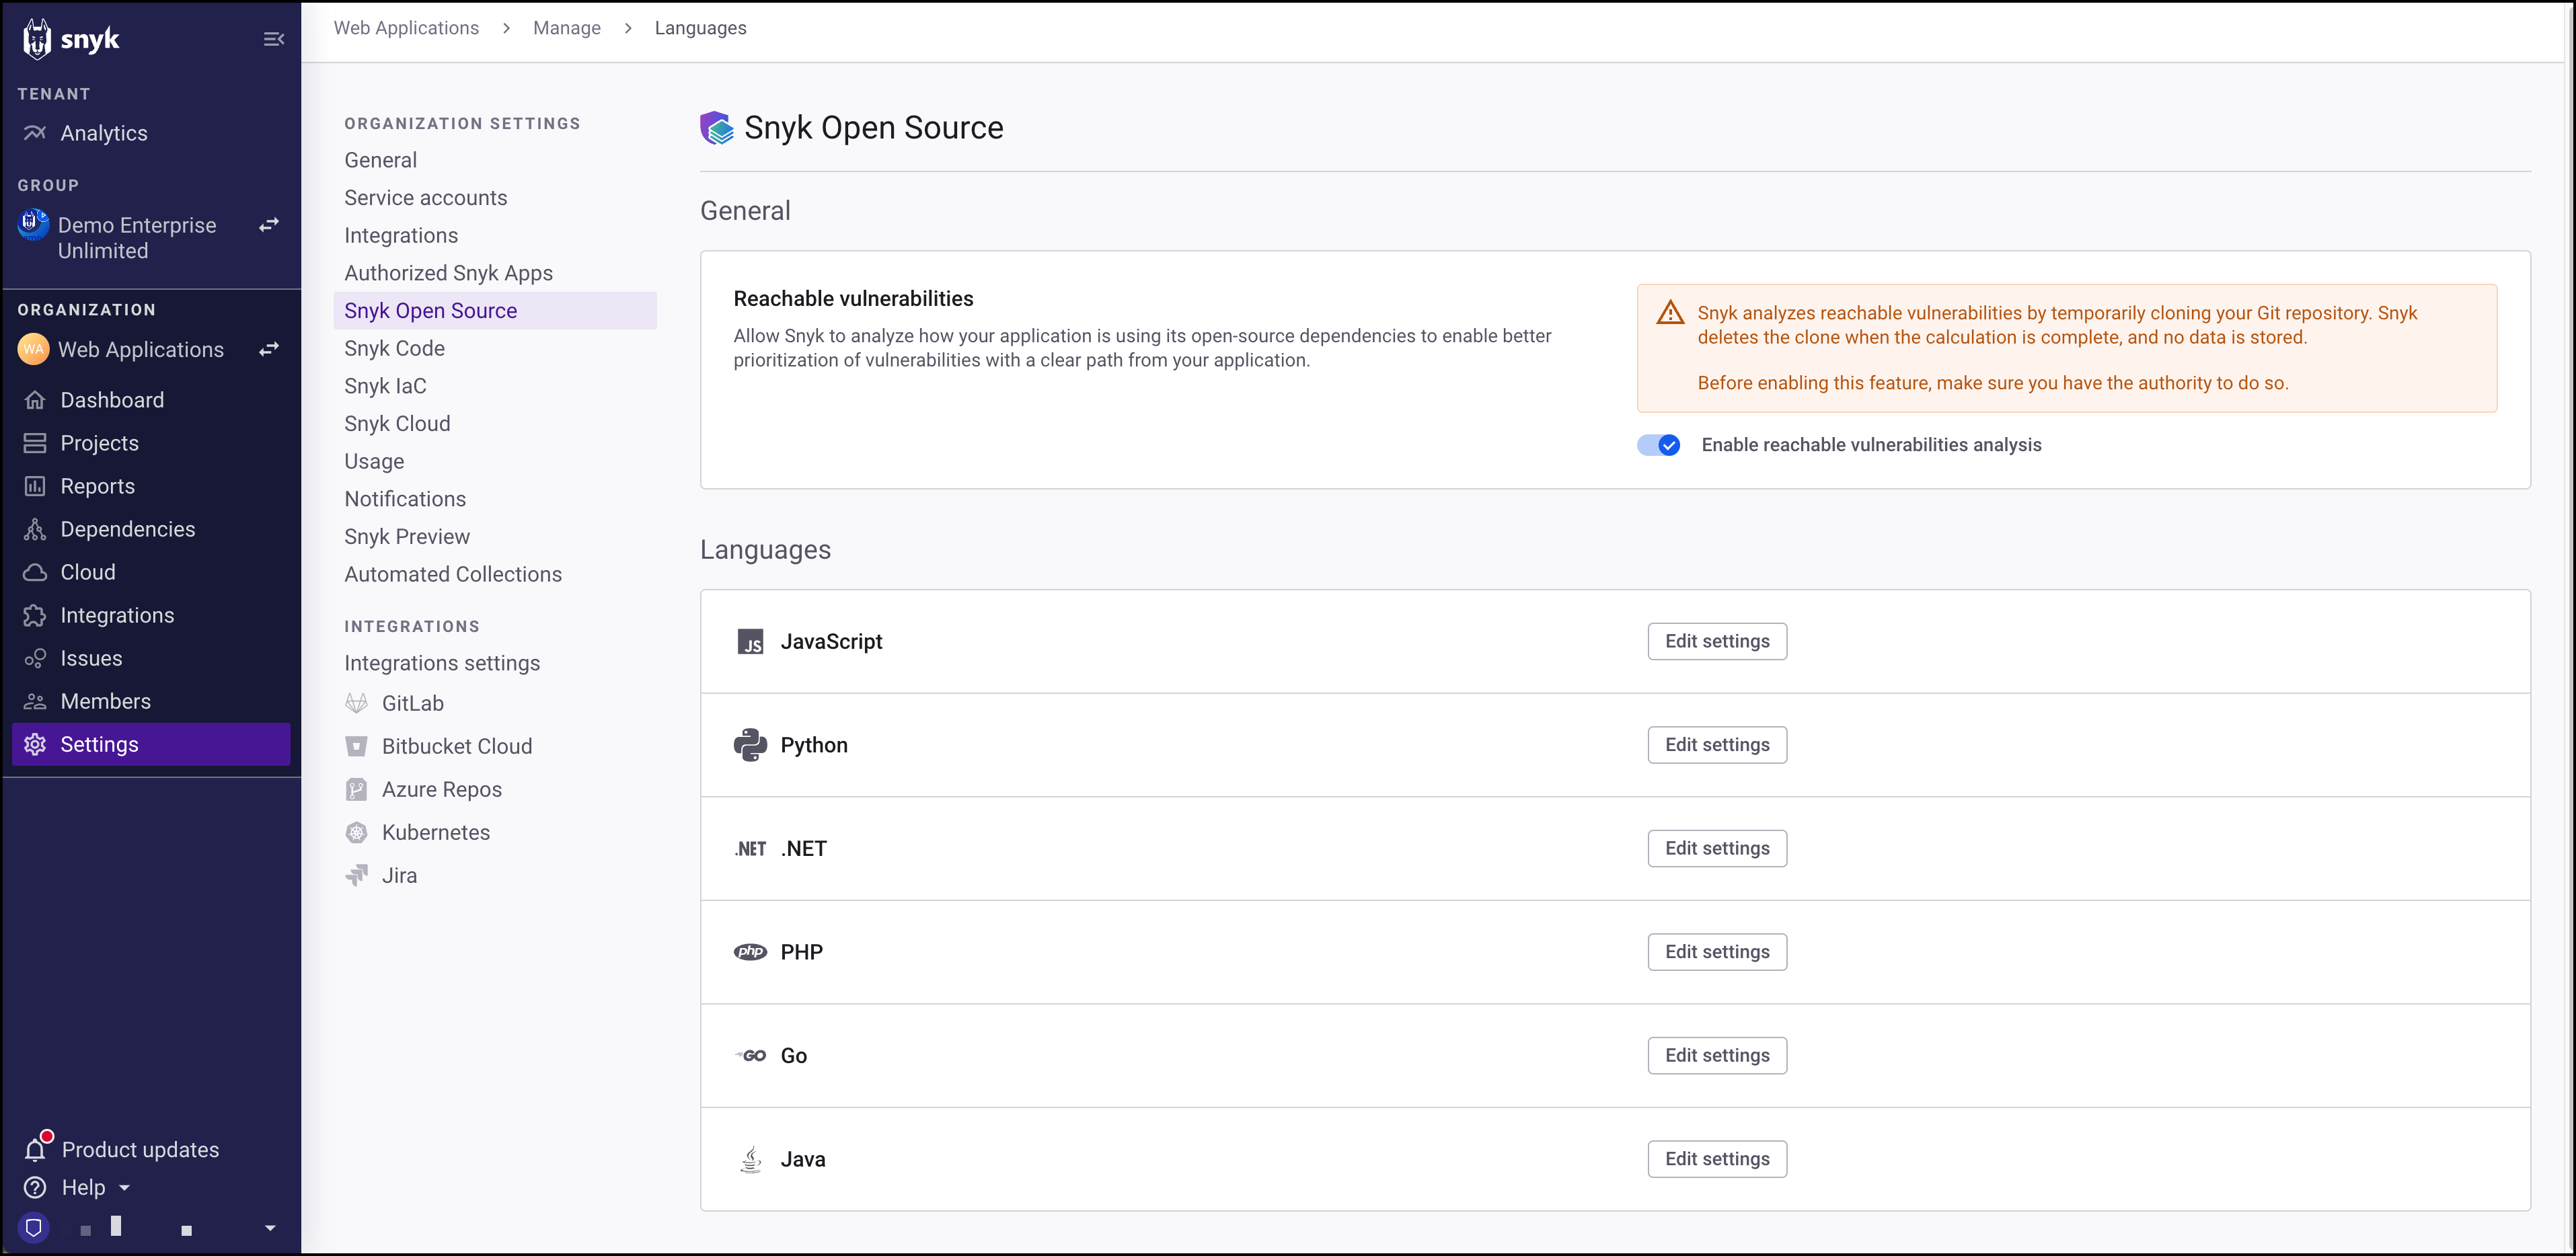 snyk
TENANT
Analytics
GROUP
Demo Enterprise
Unlimited
ORGANIZATION
WA Web Applications
Dashboard
Projects
Reports
Dependencies
Cloud
Integrations
Issues
Members
Settings
Product updates
Help
Web Applications > Manage > Languages
ORGANIZATION SETTINGS
General
Service accounts
Integrations
Authorized Snyk Apps
Snyk Open Source
Snyk Code
Snyk IaC
Snyk Cloud
Usage
Notifications
Snyk Preview
Automated Collections
INTEGRATIONS
Integrations settings
GitLab
Bitbucket Cloud
Azure Repos
Kubernetes
Jira
Snyk Open Source
General
Reachable vulnerabilities
Allow Snyk to analyze how your application is using its open-source dependencies to enable better
prioritization of vulnerabilities with a clear path from your application.
Snyk analyzes reachable vulnerabilities by temporarily cloning your Git repository. Snyk
deletes the clone when the calculation is complete, and no data is stored.
Before enabling this feature, make sure you have the authority to do so.
Enable reachable vulnerabilities analysis
Languages
JS JavaScript Edit settings
Python Edit settings
.NET .NET Edit settings
php PHP Edit settings
GO Go Edit settings
Java Edit settings